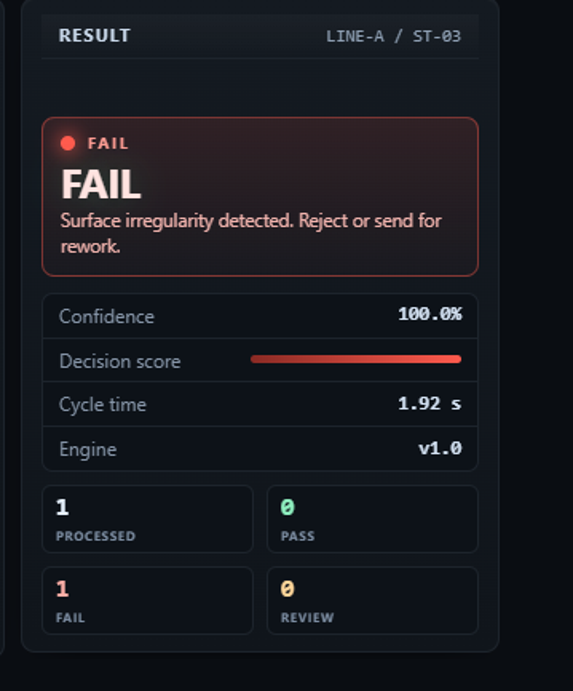 RESULT LINE-A / ST-03
FAIL
FAIL
Surface irregularity detected. Reject or send for
rework.
Confidence 100.0%
Decision score
Cycle time 1.92 s
Engine v1.0
1 0
PROCESSED PASS
1 0
FAIL REVIEW